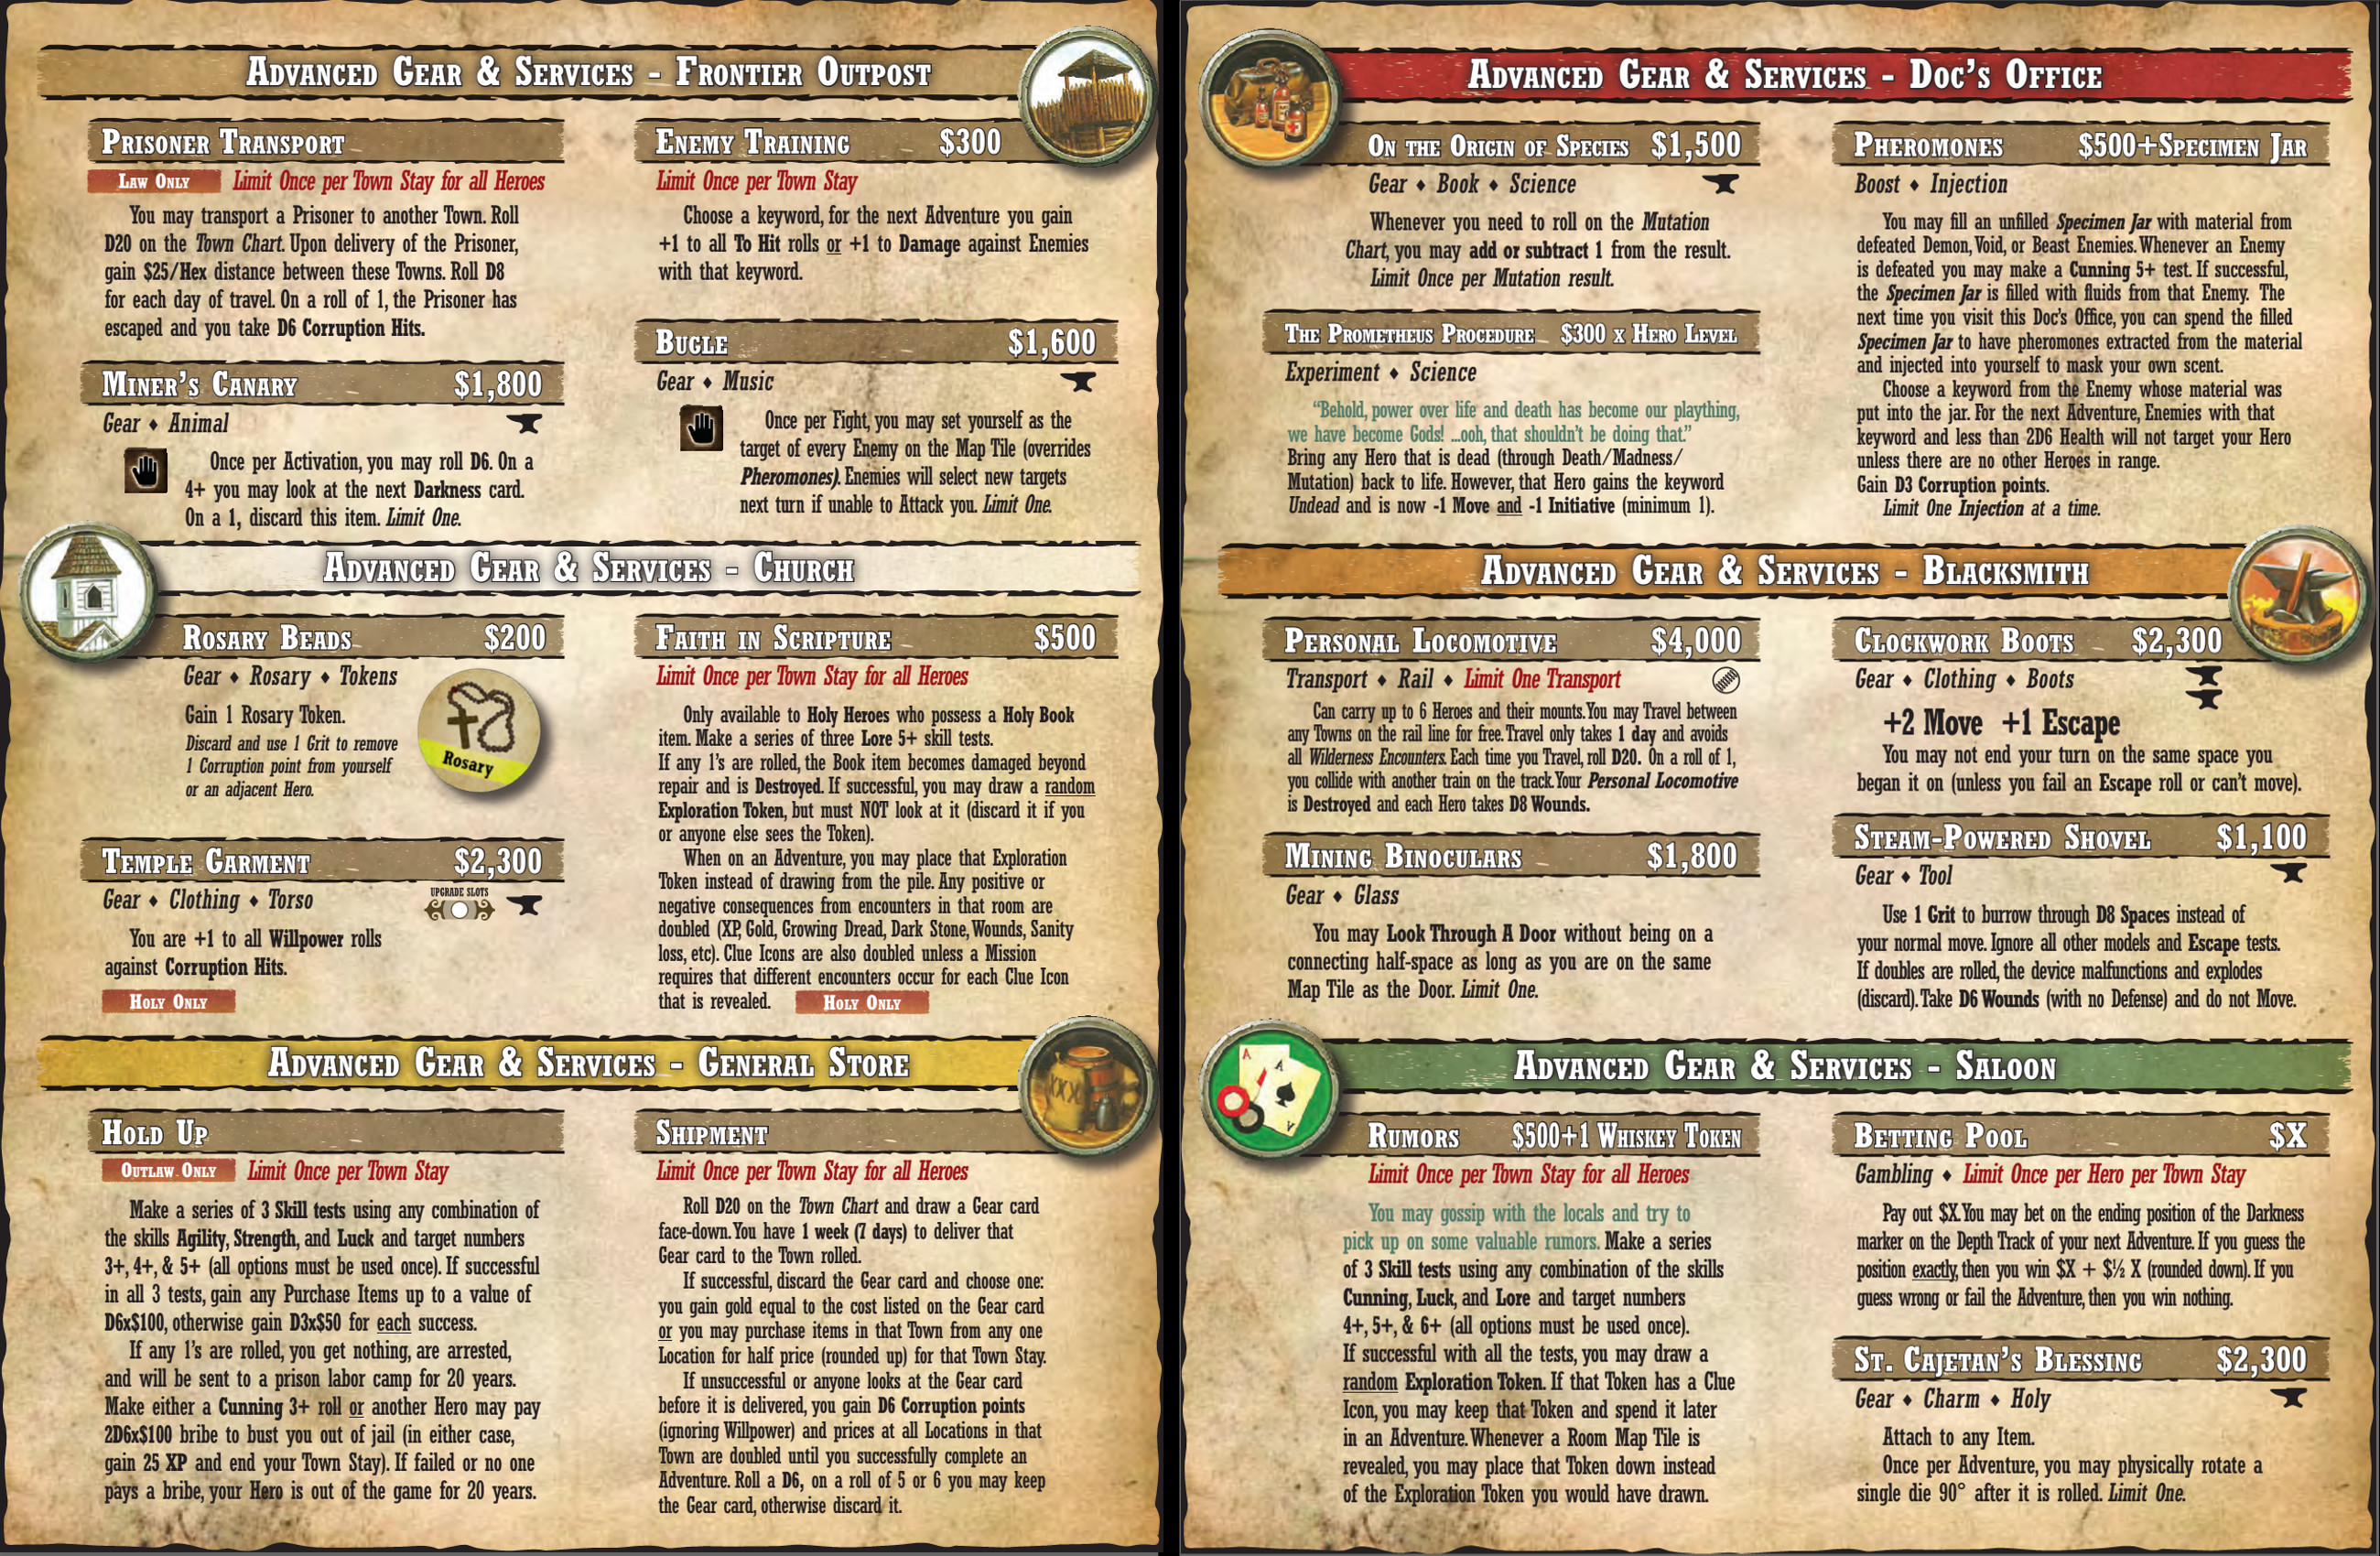 Advanced Gear & Services - Frontier Outpost
Prisoner Transport
Law Only Limit Once per Town Stay for all Heroes
You may transport a Prisoner to another Town. Roll
D20 on the Town Chart. Upon delivery of the Prisoner,
gain $25/Hex distance between these Towns. Roll D8
for each day of travel. On a roll of 1, the Prisoner has
escaped and you take D6 Corruption Hits.
Miner's Canary $1,800
Gear ♦ Animal
Once per Activation, you may roll D6. On a
4+ you may look at the next Darkness card.
On a 1, discard this item. Limit One.
Enemy Training $300
Limit Once per Town Stay
Choose a keyword, for the next Adventure you gain
+1 to all To Hit rolls or +1 to Damage against Enemies
with that keyword.
Bugle $1,600
Gear ♦ Music
Once per Fight, you may set yourself as the
target of every Enemy on the Map Tile (overrides
Pheromones). Enemies will select new targets
next turn if unable to Attack you. Limit One.
Advanced Gear & Services - Church
Rosary Beads $200
Gear ♦ Rosary ♦ Tokens
Gain 1 Rosary Token.
Discard and use 1 Grit to remove
1 Corruption point from yourself
or an adjacent Hero.
Rosary
Temple Garment $2,300
Gear ♦ Clothing ♦ Torso
UPGRADE SLOTS
You are +1 to all Willpower rolls
against Corruption Hits.
Holy Only
Faith in Scripture $500
Limit Once per Town Stay for all Heroes
Only available to Holy Heroes who possess a Holy Book
item. Make a series of three Lore 5+ skill tests.
If any 1's are rolled, the Book item becomes damaged beyond
repair and is Destroyed. If successful, you may draw a random
Exploration Token, but must NOT look at it (discard it if you
or anyone else sees the Token).
When on an Adventure, you may place that Exploration
Token instead of drawing from the pile. Any positive or
negative consequences from encounters in that room are
doubled (XP, Gold, Growing Dread, Dark Stone, Wounds, Sanity
loss, etc). Clue Icons are also doubled unless a Mission
requires that different encounters occur for each Clue Icon
that is revealed. Holy Only
Advanced Gear & Services - General Store
Hold Up
Outlaw Only Limit Once per Town Stay
Make a series of 3 Skill tests using any combination of
the skills Agility, Strength, and Luck and target numbers
3+, 4+, & 5+ (all options must be used once). If successful
in all 3 tests, gain any Purchase Items up to a value of
D6x$100, otherwise gain D3x$50 for each success.
If any 1's are rolled, you get nothing, are arrested,
and will be sent to a prison labor camp for 20 years.
Make either a Cunning 3+ roll or another Hero may pay
2D6x$100 bribe to bust you out of jail (in either case,
gain 25 XP and end your Town Stay). If failed or no one
pays a bribe, your Hero is out of the game for 20 years.
Shipment
Limit Once per Town Stay for all Heroes
Roll D20 on the Town Chart and draw a Gear card
face-down. You have 1 week (7 days) to deliver that
Gear card to the Town rolled.
If successful, discard the Gear card and choose one:
you gain gold equal to the cost listed on the Gear card
or you may purchase items in that Town from any one
Location for half price (rounded up) for that Town Stay.
If unsuccessful or anyone looks at the Gear card
before it is delivered, you gain D6 Corruption points
(ignoring Willpower) and prices at all Locations in that
Town are doubled until you successfully complete an
Adventure. Roll a D6, on a roll of 5 or 6 you may keep
the Gear card, otherwise discard it.
Advanced Gear & Services - Doc's Office
On the Origin of Species $1,500
Gear ♦ Book ♦ Science
Whenever you need to roll on the Mutation
Chart, you may add or subtract 1 from the result.
Limit Once per Mutation result.
The Prometheus Procedure $300 x Hero Level
Experiment ♦ Science
"Behold, power over life and death has become our plaything,
we have become Gods! ...ooh, that shouldn't be doing that."
Bring any Hero that is dead (through Death/Madness/
Mutation) back to life. However, that Hero gains the keyword
Undead and is now -1 Move and -1 Initiative (minimum 1).
Pheromones $500+Specimen Jar
Boost ♦ Injection
You may fill an unfilled Specimen Jar with material from
defeated Demon, Void, or Beast Enemies. Whenever an Enemy
is defeated you may make a Cunning 5+ test. If successful,
the Specimen Jar is filled with fluids from that Enemy. The
next time you visit this Doc's Office, you can spend the filled
Specimen Jar to have pheromones extracted from the material
and injected into yourself to mask your own scent.
Choose a keyword from the Enemy whose material was
put into the jar. For the next Adventure, Enemies with that
keyword and less than 2D6 Health will not target your Hero
unless there are no other Heroes in range.
Gain D3 Corruption points.
Limit One Injection at a time.
Advanced Gear & Services - Blacksmith
Personal Locomotive $4,000
Transport ♦ Rail ♦ Limit One Transport
Can carry up to 6 Heroes and their mounts. You may Travel between
any Towns on the rail line for free. Travel only takes 1 day and avoids
all Wilderness Encounters. Each time you Travel, roll D20. On a roll of 1,
you collide with another train on the track. Your Personal Locomotive
is Destroyed and each Hero takes D8 Wounds.
Mining Binoculars $1,800
Gear ♦ Glass
You may Look Through A Door without being on a
connecting half-space as long as you are on the same
Map Tile as the Door. Limit One.
Clockwork Boots $2,300
Gear ♦ Clothing ♦ Boots
+2 Move +1 Escape
You may not end your turn on the same space you
began it on (unless you fail an Escape roll or can't move).
Steam-Powered Shovel $1,100
Gear ♦ Tool
Use 1 Grit to burrow through D8 Spaces instead of
your normal move. Ignore all other models and Escape tests.
If doubles are rolled, the device malfunctions and explodes
(discard). Take D6 Wounds (with no Defense) and do not Move.
Advanced Gear & Services - Saloon
Rumors $500+1 Whiskey Token
Limit Once per Town Stay for all Heroes
You may gossip with the locals and try to
pick up on some valuable rumors. Make a series
of 3 Skill tests using any combination of the skills
Cunning, Luck, and Lore and target numbers
4+, 5+, & 6+ (all options must be used once).
If successful with all the tests, you may draw a
random Exploration Token. If that Token has a Clue
Icon, you may keep that Token and spend it later
in an Adventure. Whenever a Room Map Tile is
revealed, you may place that Token down instead
of the Exploration Token you would have drawn.
Betting Pool $X
Gambling ♦ Limit Once per Hero per Town Stay
Pay out $X. You may bet on the ending position of the Darkness
marker on the Depth Track of your next Adventure. If you guess the
position exactly, then you win $X + $½ X (rounded down). If you
guess wrong or fail the Adventure, then you win nothing.
St. Cajetan's Blessing $2,300
Gear ♦ Charm ♦ Holy
Attach to any Item.
Once per Adventure, you may physically rotate a
single die 90° after it is rolled. Limit One.